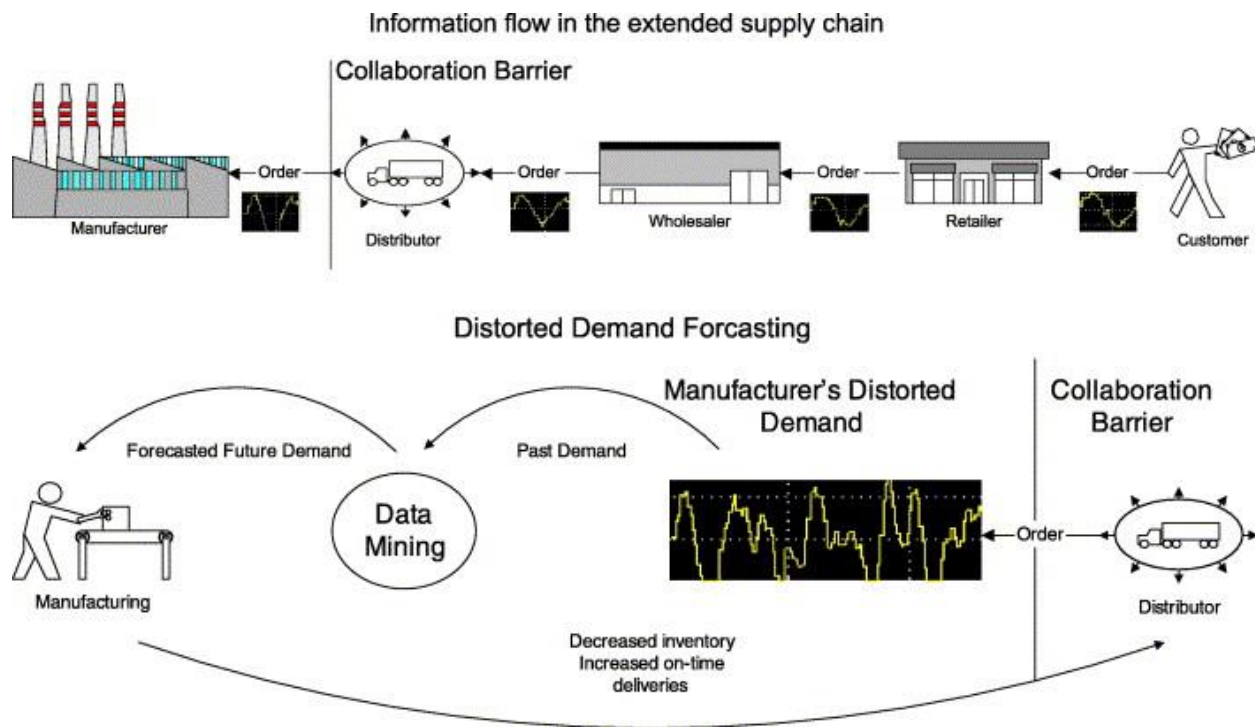 Information flow in the extended supply chain
Collaboration Barrier
Order
Order
Order
Order
Manufacturer
Distributor
Wholesaler
Retailer
Customer
Distorted Demand Forcasting
Manufacturer's Distorted
Demand
Collaboration
Barrier
Forecasted Future Demand
Past Demand
Data
Mining
Order
Manufacturing
Distributor
Decreased inventory
Increased on-time
deliveries